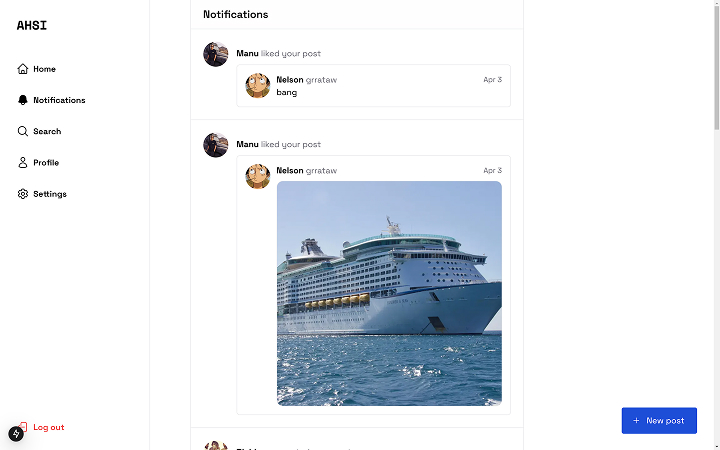 AHSI
Home
Notifications
Search
Profile
Settings
Log out
Notifications
Manu liked your post
Nelson grrataw
Apr 3
bang
Manu liked your post
Nelson grrataw
Apr 3
+ New post